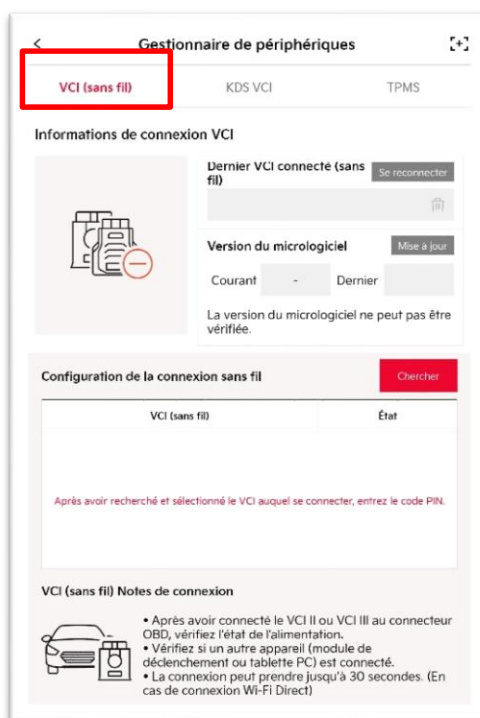 Gestionnaire de périphériques
VCI (sans fil)
KDS VCI
TPMS
Informations de connexion VCI
Dernier VCI connecté (sans
fil)
Se reconnecter
Version du micrologiciel
Mise à jour
Courant - Dernier
La version du micrologiciel ne peut pas être
vérifiée.
Configuration de la connexion sans fil
Chercher
VCI (sans fil)
État
Après avoir recherché et sélectionné le VCI auquel se connecter, entrez le code PIN.
VCI (sans fil) Notes de connexion
• Après avoir connecté le VCI II ou VCI III au connecteur
OBD, vérifiez l'état de l'alimentation.
• Vérifiez si un autre appareil (module de
déclenchement ou tablette PC) est connecté.
• La connexion peut prendre jusqu'à 30 secondes. (En
cas de connexion Wi-Fi Direct)